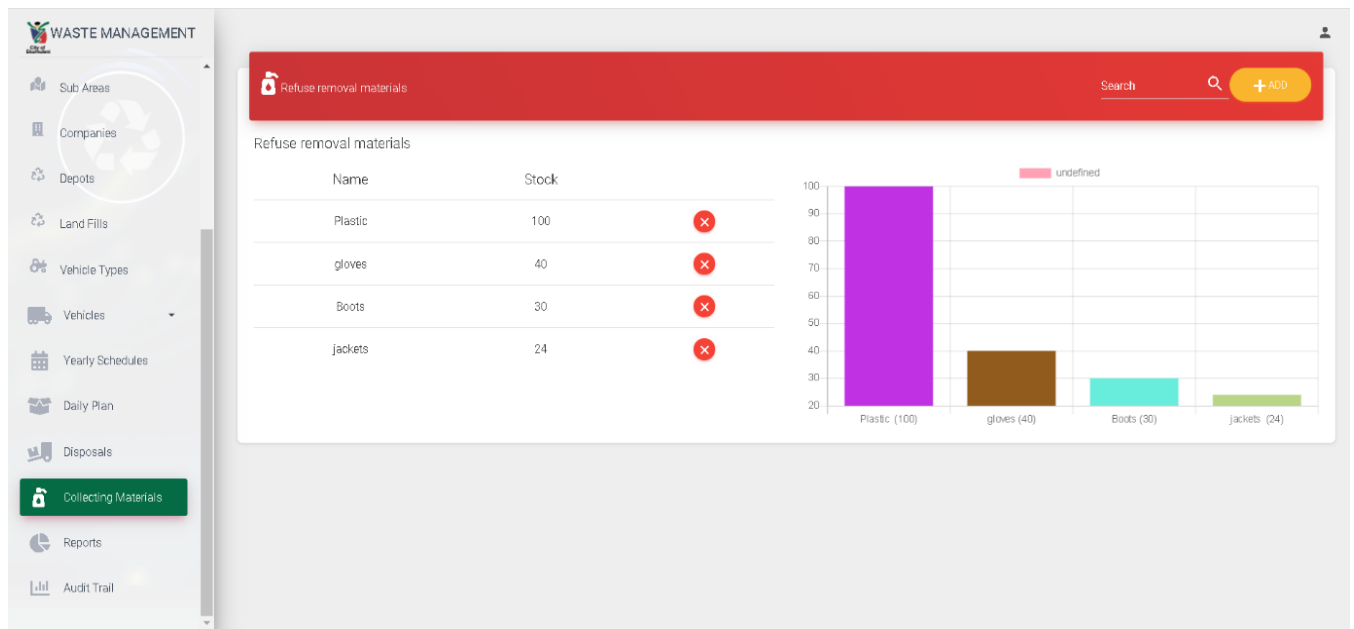 WASTE MANAGEMENT
City of
Sub Areas
Companies
Depots
Land Fills
Vehicle Types
Vehicles
Yearly Schedules
Daily Plan
Disposals
Collecting Materials
Reports
Audit Trail
Refuse removal materials
Search
ADD
Refuse removal materials
Name Stock
Plastic 100
gloves 40
Boots 30
jackets 24
undefined
100
90
80
70
60
50
40
30
20
Plastic (100) gloves (40) Boots (30) jackets (24)